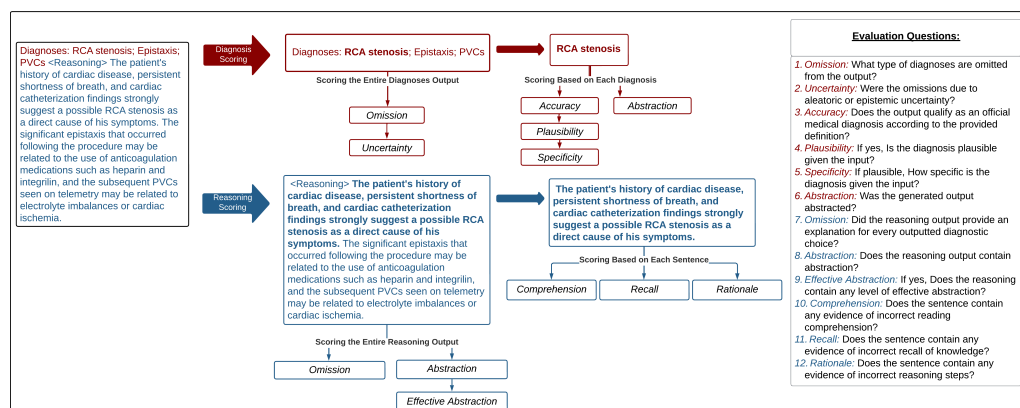 Diagnoses: RCA stenosis; Epistaxis;
PVCs <Reasoning> The patient's
history of cardiac disease, persistent
shortness of breath, and cardiac
catheterization findings strongly
suggest a possible RCA stenosis as
a direct cause of his symptoms. The
significant epistaxis that occurred
following the procedure may be
related to the use of anticoagulation
medications such as heparin and
integrilin, and the subsequent PVCs
seen on telemetry may be related to
electrolyte imbalances or cardiac
ischemia.
Diagnosis
Scoring
Diagnoses: RCA stenosis; Epistaxis; PVCs
RCA stenosis
Scoring the Entire Diagnoses Output
Omission
Uncertainty
Scoring Based on Each Diagnosis
Accuracy
Abstraction
Plausibility
Specificity
Reasoning
Scoring
<Reasoning> The patient's history of
cardiac disease, persistent shortness of
breath, and cardiac catheterization
findings strongly suggest a possible RCA
stenosis as a direct cause of his
symptoms. The significant epistaxis that
occurred following the procedure may be
related to the use of anticoagulation
medications such as heparin and integrilin,
and the subsequent PVCs seen on telemetry
may be related to electrolyte imbalances or
cardiac ischemia.
The patient's history of cardiac disease,
persistent shortness of breath, and
cardiac catheterization findings strongly
suggest a possible RCA stenosis as a
direct cause of his symptoms.
Scoring Based on Each Sentence
Comprehension
Recall
Rationale
Scoring the Entire Reasoning Output
Omission
Abstraction
Effective Abstraction
Evaluation Questions:
1. Omission: What type of diagnoses are omitted
from the output?
2. Uncertainty: Were the omissions due to
aleatoric or epistemic uncertainty?
3. Accuracy: Does the output qualify as an official
medical diagnosis according to the provided
definition?
4. Plausibility: If yes, Is the diagnosis plausible
given the input?
5. Specificity: If plausible, How specific is the
diagnosis given the input?
6. Abstraction: Was the generated output
abstracted?
7. Omission: Did the reasoning output provide an
explanation for every outputted diagnostic
choice?
8. Abstraction: Does the reasoning output contain
abstraction?
9. Effective Abstraction: If yes, Does the reasoning
contain any level of effective abstraction?
10. Comprehension: Does the sentence contain
any evidence of incorrect reading
comprehension?
11. Recall: Does the sentence contain any
evidence of incorrect recall of knowledge?
12. Rationale: Does the sentence contain any
evidence of incorrect reasoning steps?